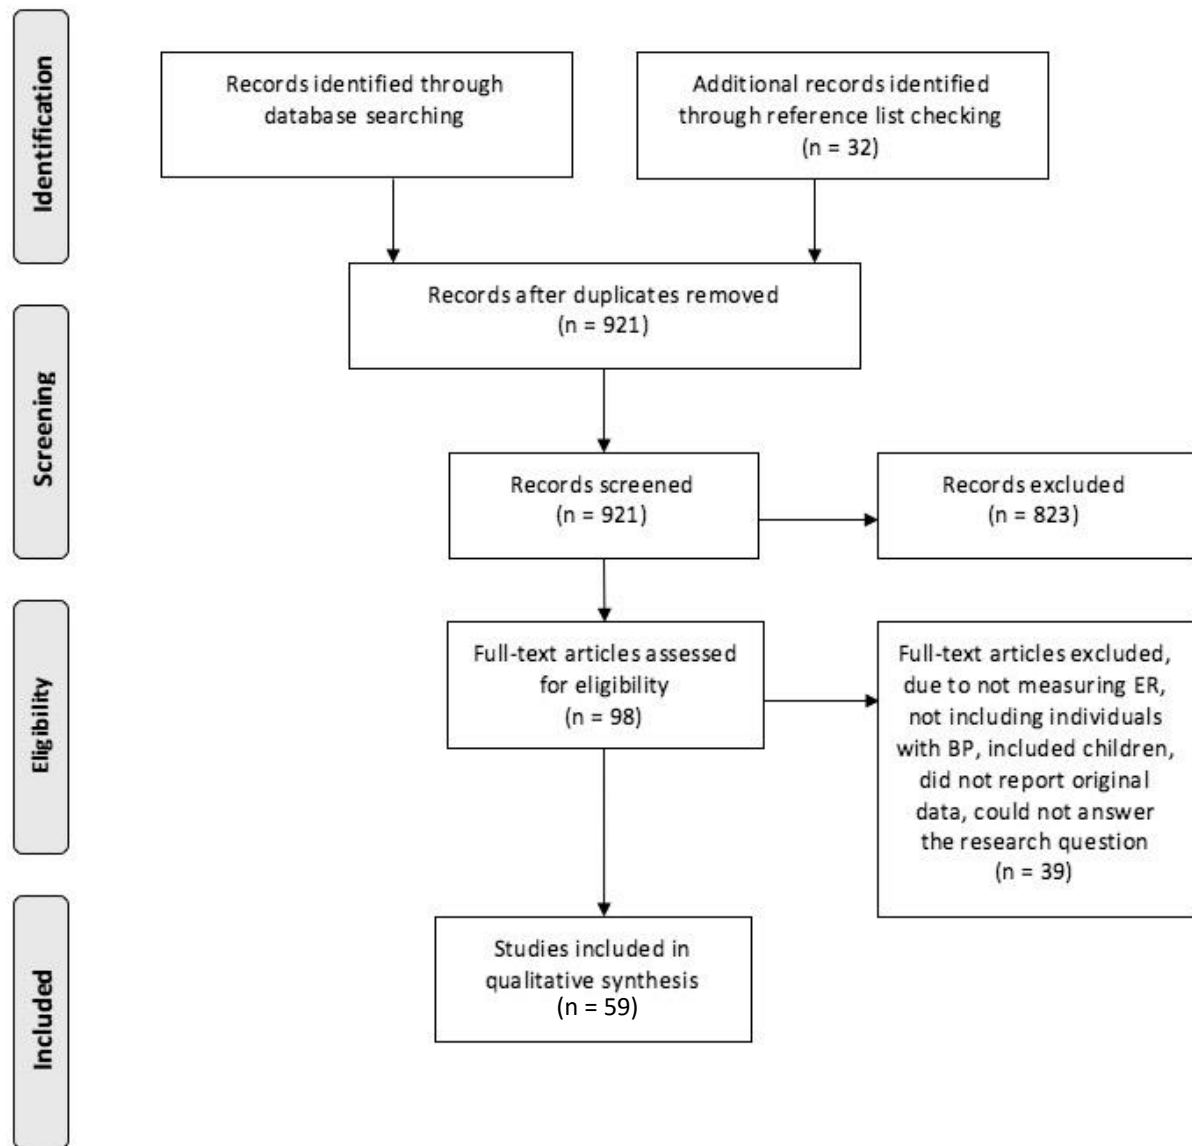 Identification
Records identified through
database searching
Additional records identified
through reference list checking
(n = 32)
Records after duplicates removed
(n = 921)
Screening
Records screened
(n = 921)
Records excluded
(n = 823)
Eligibility
Full-text articles assessed
for eligibility
(n = 98)
Full-text articles excluded,
due to not measuring ER,
not including individuals
with BP, included children,
did not report original
data, could not answer
the research question
(n = 39)
Included
Studies included in
qualitative synthesis
(n = 59)